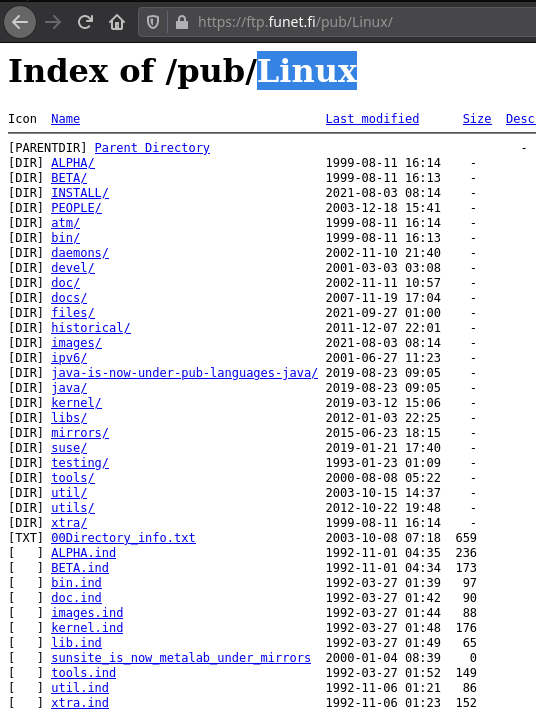 https://ftp.funet.fi/pub/Linux/
Index of /pub/Linux
Icon Name Last modified Size Desc
[PARENTDIR] Parent Directory -
[DIR] ALPHA/ 1999-08-11 16:14 -
[DIR] BETA/ 1999-08-11 16:13 -
[DIR] INSTALL/ 2021-08-03 08:14 -
[DIR] PEOPLE/ 2003-12-18 15:41 -
[DIR] atm/ 1999-08-11 16:14 -
[DIR] bin/ 1999-08-11 16:13 -
[DIR] daemons/ 2002-11-10 21:40 -
[DIR] devel/ 2001-03-03 03:08 -
[DIR] doc/ 2002-11-11 10:57 -
[DIR] docs/ 2007-11-19 17:04 -
[DIR] files/ 2021-09-27 01:00 -
[DIR] historical/ 2011-12-07 22:01 -
[DIR] images/ 2021-08-03 08:14 -
[DIR] ipv6/ 2001-06-27 11:23 -
[DIR] java-is-now-under-pub-languages-java/ 2019-08-23 09:05 -
[DIR] java/ 2019-08-23 09:05 -
[DIR] kernel/ 2019-03-12 15:06 -
[DIR] libs/ 2012-01-03 22:25 -
[DIR] mirrors/ 2015-06-23 18:15 -
[DIR] suse/ 2019-01-21 17:40 -
[DIR] testing/ 1993-01-23 01:09 -
[DIR] tools/ 2000-08-08 05:22 -
[DIR] util/ 2003-10-15 14:37 -
[DIR] utils/ 2012-10-22 19:48 -
[DIR] xtra/ 1999-08-11 16:14 -
[TXT] 00Directory_info.txt 2003-10-08 07:18 659
[ ] ALPHA.ind 1992-11-01 04:35 236
[ ] BETA.ind 1992-11-01 04:34 173
[ ] bin.ind 1992-03-27 01:39 97
[ ] doc.ind 1992-03-27 01:42 90
[ ] images.ind 1992-03-27 01:44 88
[ ] kernel.ind 1992-03-27 01:48 176
[ ] lib.ind 1992-03-27 01:49 65
[ ] sunsite_is_now_metalab_under_mirrors 2000-01-04 08:39 0
[ ] tools.ind 1992-03-27 01:52 149
[ ] util.ind 1992-11-06 01:21 86
[ ] xtra.ind 1992-11-06 01:23 152